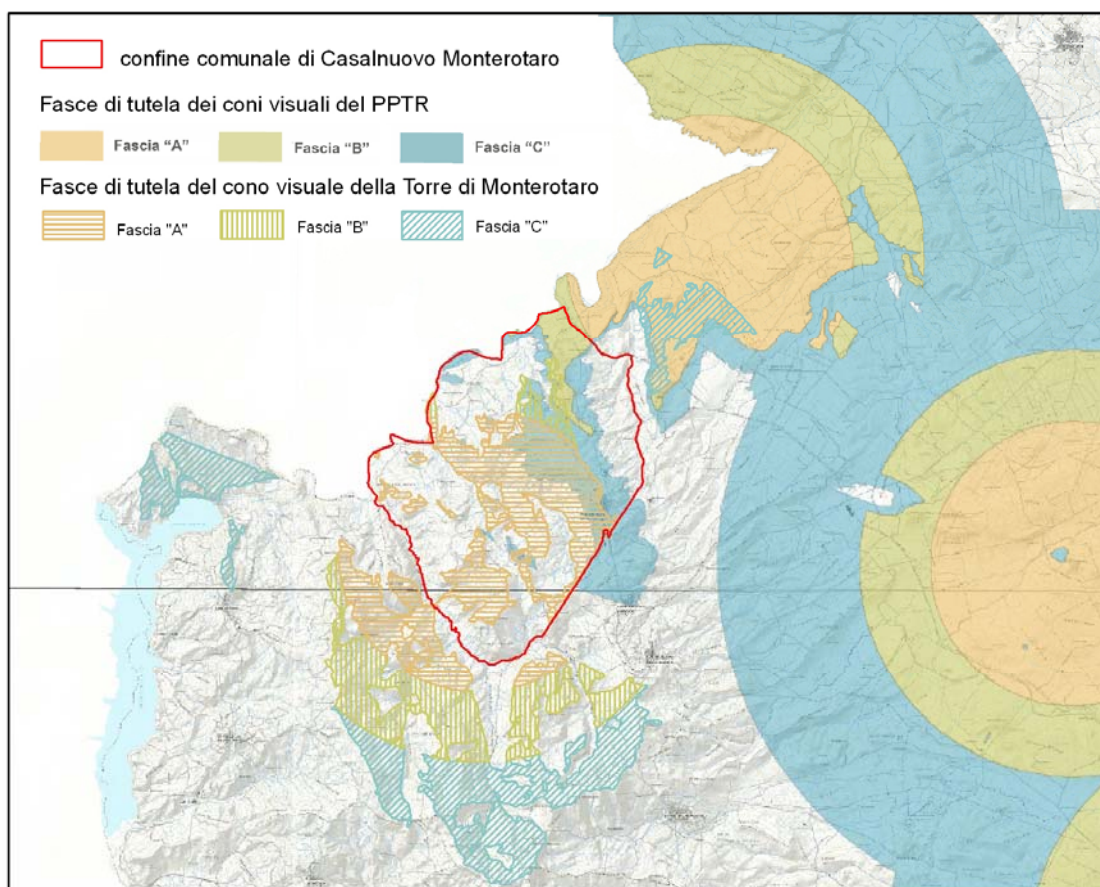 confine comunale di Casalnuovo Monterotaro
Fasce di tutela dei coni visuali del PPTR
Fascia “A” Fascia “B” Fascia “C”
Fasce di tutela del cono visuale della Torre di Monterotaro
Fascia "A" Fascia "B" Fascia "C"